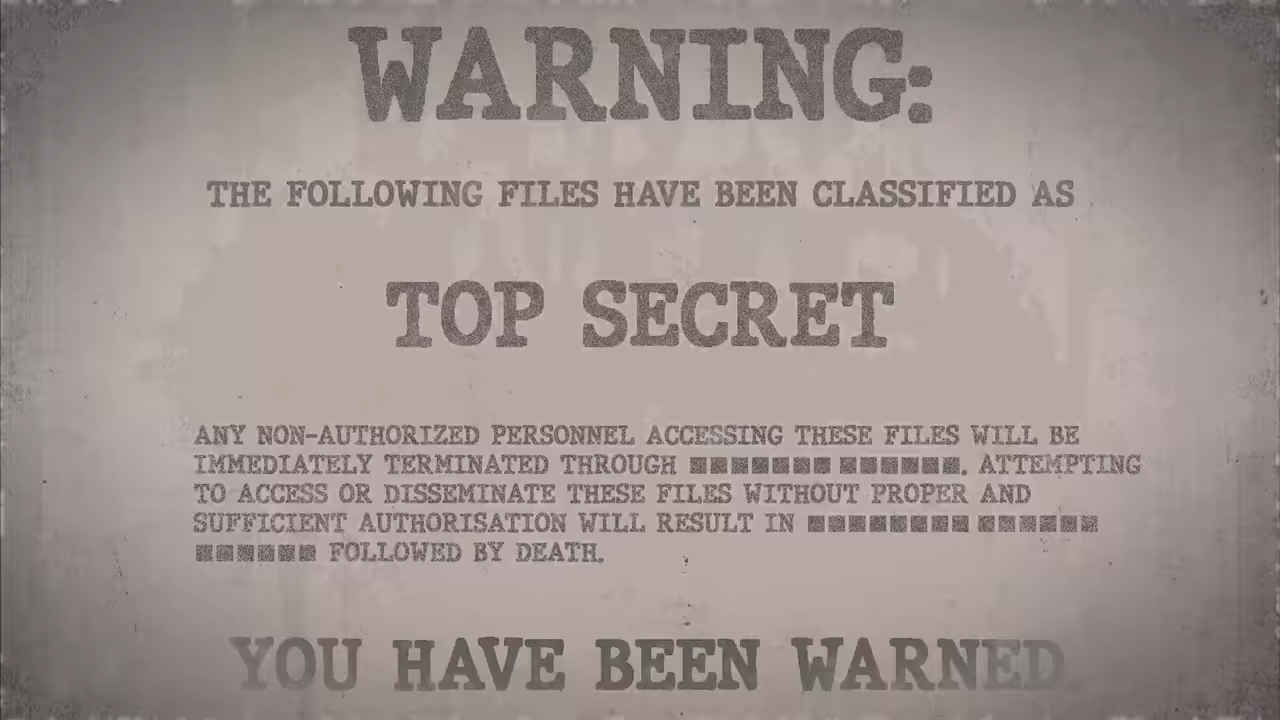 WARNING:
THE FOLLOWING FILES HAVE BEEN CLASSIFIED AS
TOP SECRET
ANY NON-AUTHORIZED PERSONNEL ACCESSING THESE FILES WILL BE
IMMEDIATELY TERMINATED THROUGH ■■■■■■■ ■■■■■■. ATTEMPTING
TO ACCESS OR DISSEMINATE THESE FILES WITHOUT PROPER AND
SUFFICIENT AUTHORISATION WILL RESULT IN ■■■■■■■■ ■■■■■■
■■■■■■ FOLLOWED BY DEATH.
YOU HAVE BEEN WARNED.